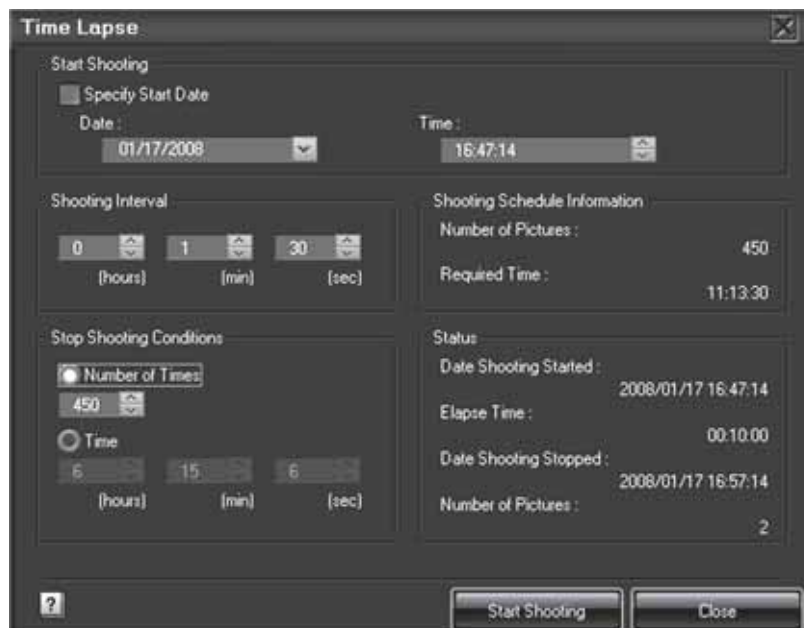 Time Lapse
Start Shooting
Specify Start Date
Date :
01/17/2008
Time :
16:47:14
Shooting Interval
0 1 30
(hours) (min) (sec)
Shooting Schedule Information
Number of Pictures :
450
Required Time :
11:13:30
Stop Shooting Conditions
Number of Times
450
Time
6 15 6
(hours) (min) (sec)
Status
Date Shooting Started :
2008/01/17 16:47:14
Elapse Time :
00:10:00
Date Shooting Stopped :
2008/01/17 16:57:14
Number of Pictures :
2
?
Start Shooting
Close